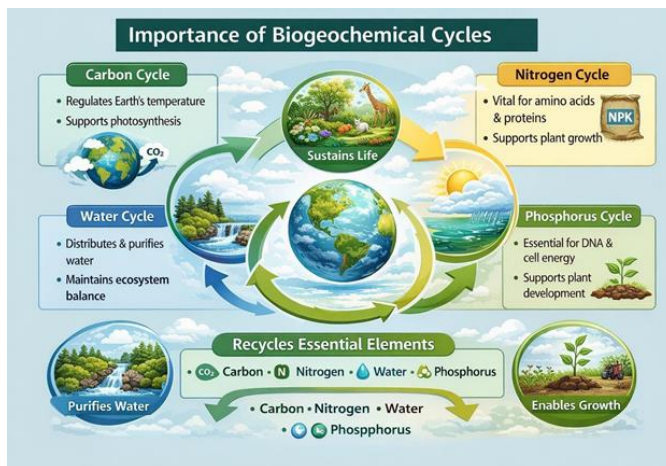 Importance of Biogeochemical Cycles
Carbon Cycle
• Regulates Earth's temperature
• Supports photosynthesis
CO₂
Nitrogen Cycle
• Vital for amino acids
& proteins
• Supports plant growth
NPK
Sustains Life
Water Cycle
• Distributes & purifies
water
• Maintains ecosystem
balance
Phosphorus Cycle
• Essential for DNA &
cell energy
• Supports plant
development
Recycles Essential Elements
• CO₂ Carbon • N Nitrogen • Water • Phosphorus
• Carbon • Nitrogen • Water
• Phospphorus
Purifies Water
Enables Growth